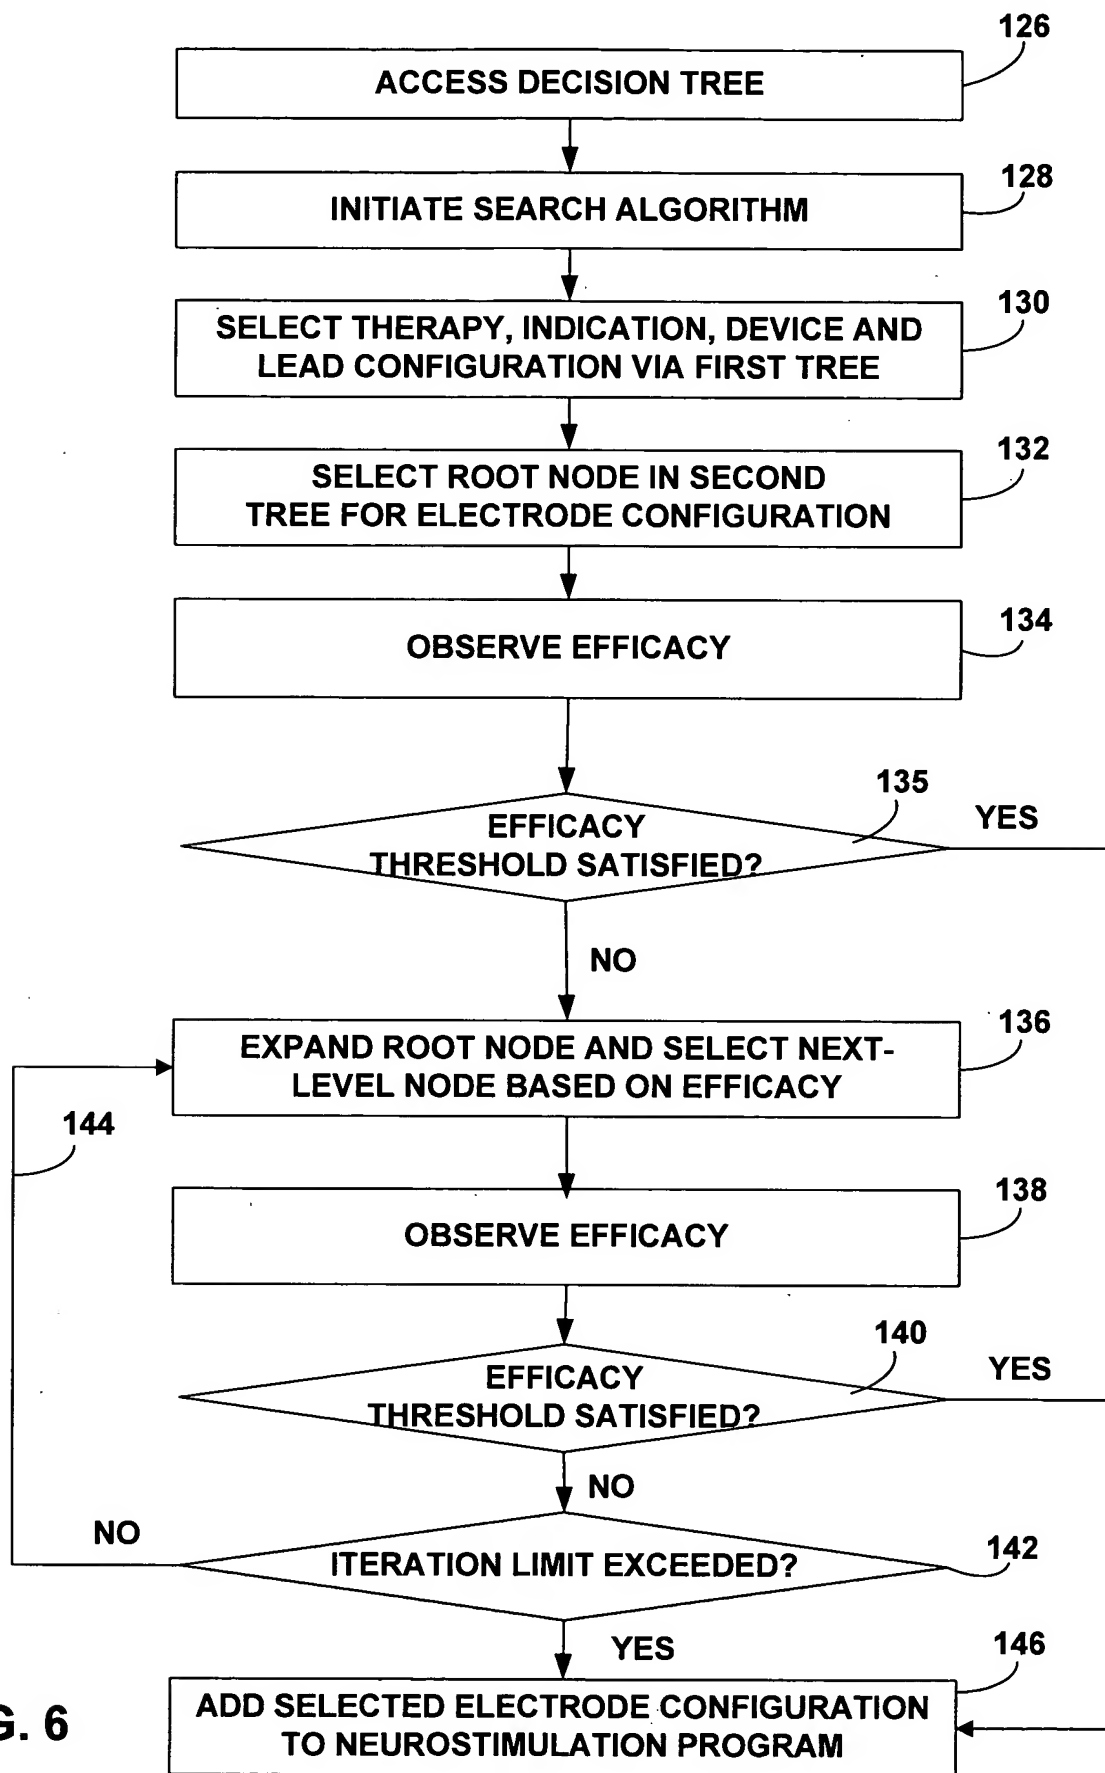 126
ACCESS DECISION TREE
128
INITIATE SEARCH ALGORITHM
130
SELECT THERAPY, INDICATION, DEVICE AND
LEAD CONFIGURATION VIA FIRST TREE
132
SELECT ROOT NODE IN SECOND
TREE FOR ELECTRODE CONFIGURATION
134
OBSERVE EFFICACY
135
YES
EFFICACY
THRESHOLD SATISFIED?
NO
136
EXPAND ROOT NODE AND SELECT NEXT-
LEVEL NODE BASED ON EFFICACY
144
138
OBSERVE EFFICACY
140
YES
EFFICACY
THRESHOLD SATISFIED?
NO
NO
ITERATION LIMIT EXCEEDED?
142
YES
146
ADD SELECTED ELECTRODE CONFIGURATION
TO NEUROSTIMULATION PROGRAM
G. 6